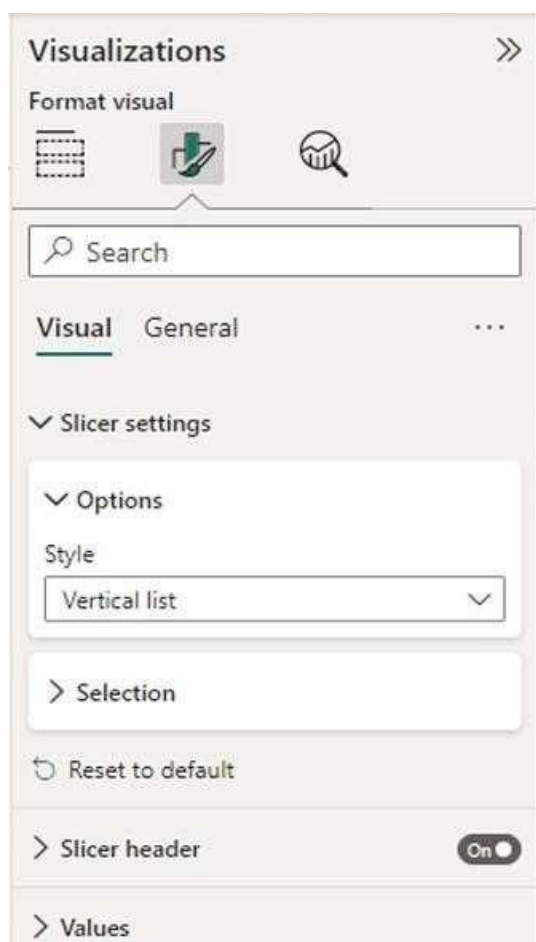 Visualizations
Format visual
Search
Visual General
Slicer settings
Options
Style
Vertical list
Selection
Reset to default
Slicer header On
Values